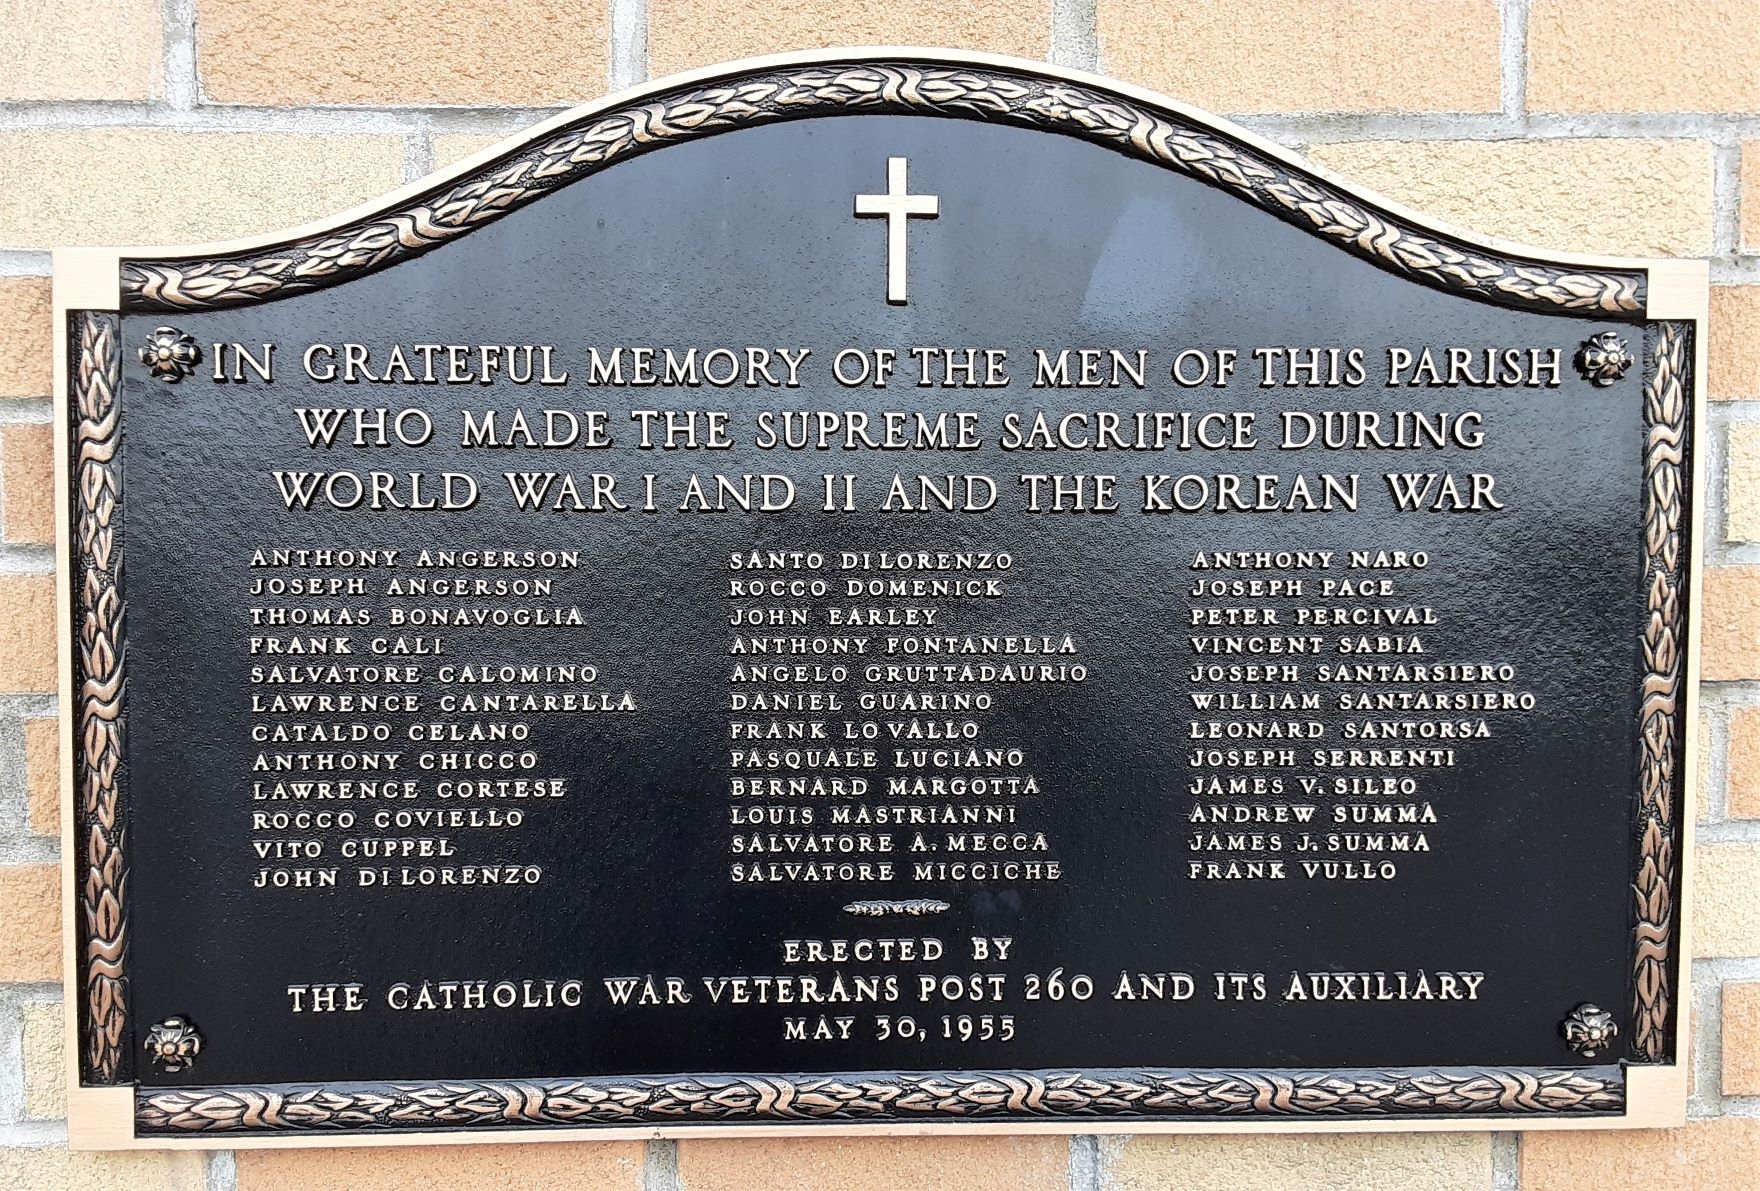 IN GRATEFUL MEMORY OF THE MEN OF THIS PARISH
WHO MADE THE SUPREME SACRIFICE DURING
WORLD WAR I AND II AND THE KOREAN WAR
ANTHONY ANGERSON
JOSEPH ANGERSON
THOMAS BONAVOGLIA
FRANK CALI
SALVATORE CALOMINO
LAWRENCE CANTARELLA
CATALDO CELANO
ANTHONY CHICCO
LAWRENCE CORTESE
ROCCO COVIELLO
VITO CUPPEL
JOHN DI LORENZO
SANTO DI LORENZO
ROCCO DOMENICK
JOHN EARLEY
ANTHONY FONTANELLA
ANGELO GRUTTADAURIO
DANIEL GUARINO
FRANK LO VALLO
PASQUALE LUCIANO
BERNARD MARGOTTA
LOUIS MASTRIANNI
SALVATORE A. MECCA
SALVATORE MICCICHE
ANTHONY NARO
JOSEPH PACE
PETER PERCIVAL
VINCENT SABIA
JOSEPH SANTARSIERO
WILLIAM SANTARSIERO
LEONARD SANTORSA
JOSEPH SERRENTI
JAMES V. SILEO
ANDREW SUMMA
JAMES J. SUMMA
FRANK VULLO
ERECTED BY
THE CATHOLIC WAR VETERANS POST 260 AND ITS AUXILIARY
MAY 30, 1955